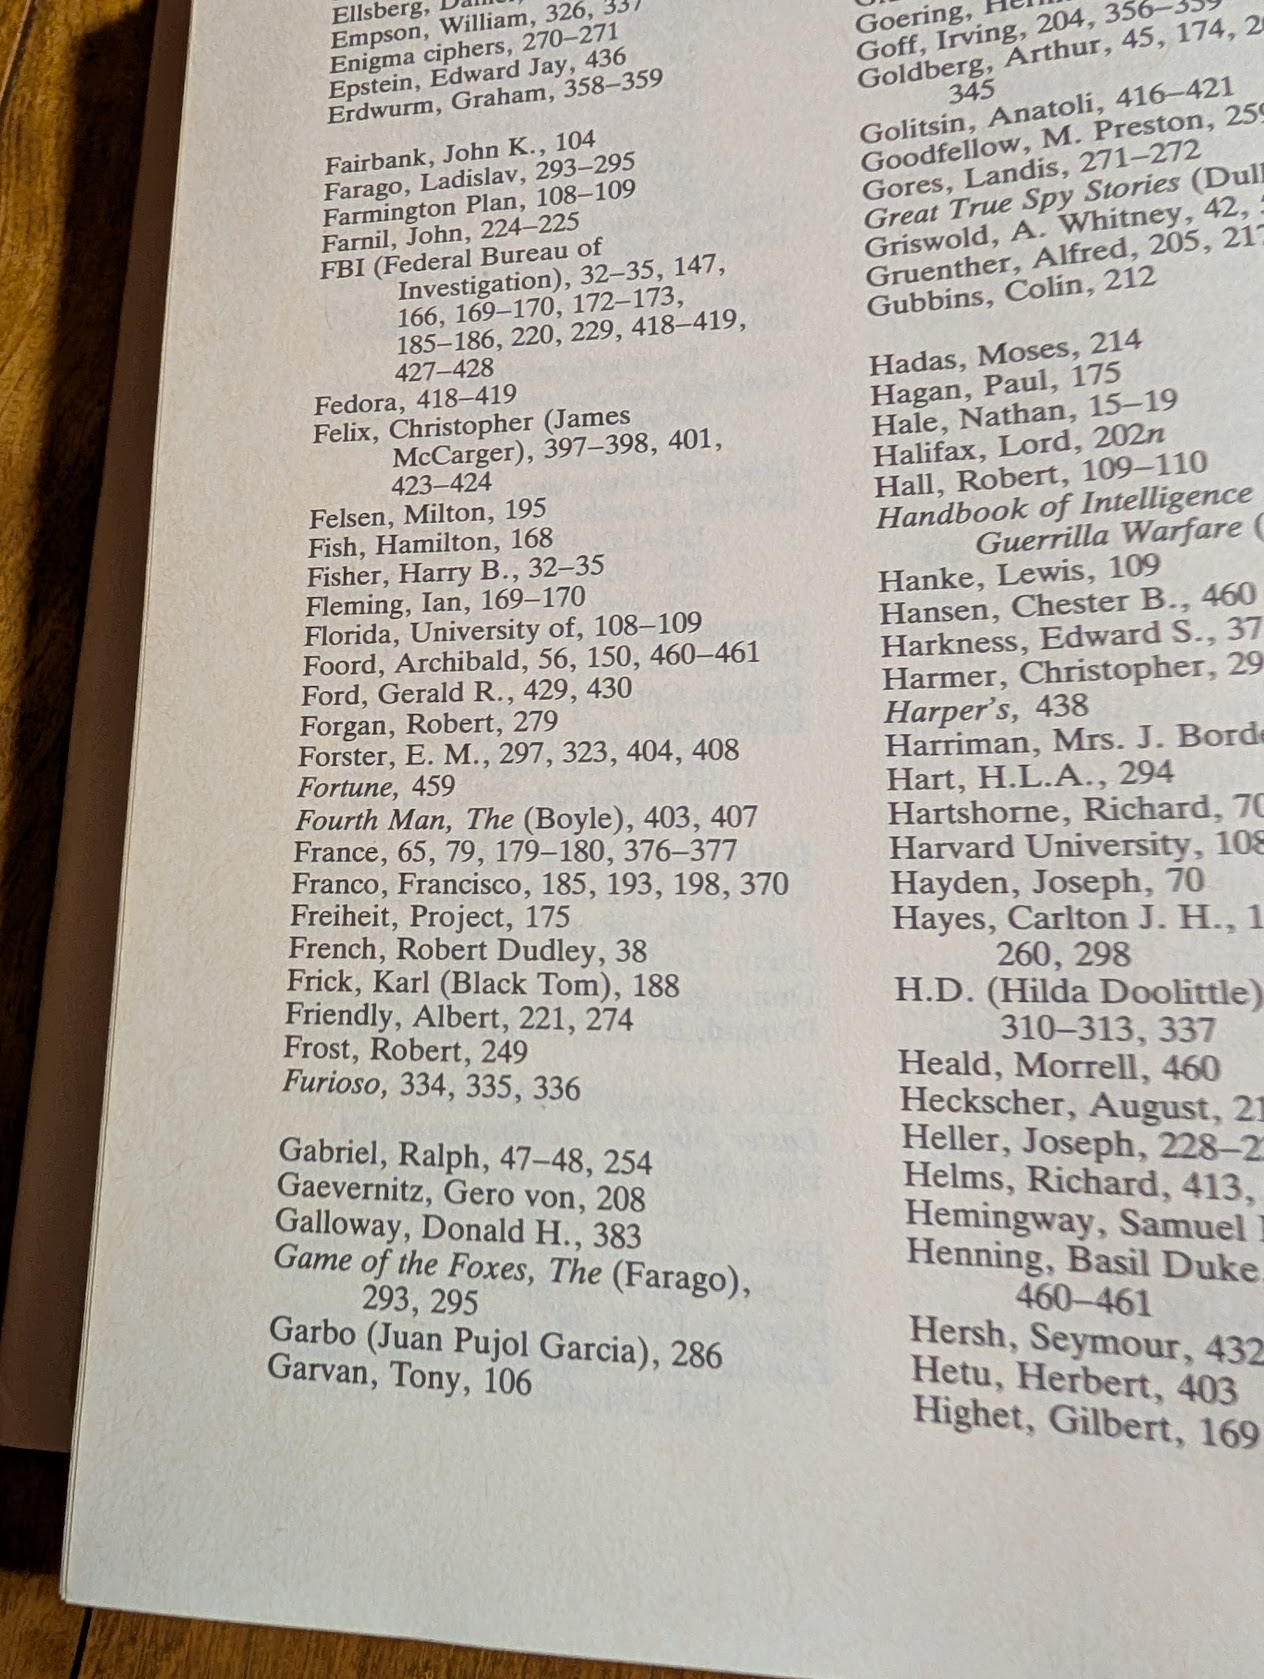 Ellsberg,
Empson, William, 326, 337
Enigma ciphers, 270–271
Epstein, Edward Jay, 436
Erdwurm, Graham, 358–359
Fairbank, John K., 104
Farago, Ladislav, 293–295
Farmington Plan, 108–109
Farnil, John, 224–225
FBI (Federal Bureau of
Investigation), 32–35, 147,
166, 169–170, 172–173,
185–186, 220, 229, 418–419,
427–428
Fedora, 418–419
Felix, Christopher (James
McCarger), 397–398, 401,
423–424
Felsen, Milton, 195
Fish, Hamilton, 168
Fisher, Harry B., 32–35
Fleming, Ian, 169–170
Florida, University of, 108–109
Foord, Archibald, 56, 150, 460–461
Ford, Gerald R., 429, 430
Forgan, Robert, 279
Forster, E. M., 297, 323, 404, 408
Fortune, 459
Fourth Man, The (Boyle), 403, 407
France, 65, 79, 179–180, 376–377
Franco, Francisco, 185, 193, 198, 370
Freiheit, Project, 175
French, Robert Dudley, 38
Frick, Karl (Black Tom), 188
Friendly, Albert, 221, 274
Frost, Robert, 249
Furioso, 334, 335, 336
Gabriel, Ralph, 47–48, 254
Gaevernitz, Gero von, 208
Galloway, Donald H., 383
Game of the Foxes, The (Farago),
293, 295
Garbo (Juan Pujol Garcia), 286
Garvan, Tony, 106
Goering,
Goff, Irving, 204, 356–359
Goldberg, Arthur, 45, 174,
345
Golitsin, Anatoli, 416–421
Goodfellow, M. Preston, 259
Gores, Landis, 271–272
Great True Spy Stories (Dull
Griswold, A. Whitney, 42,
Gruenther, Alfred, 205, 217
Gubbins, Colin, 212
Hadas, Moses, 214
Hagan, Paul, 175
Hale, Nathan, 15–19
Halifax, Lord, 202n
Hall, Robert, 109–110
Handbook of Intelligence
Guerrilla Warfare (
Hanke, Lewis, 109
Hansen, Chester B., 460
Harkness, Edward S., 37
Harmer, Christopher, 29
Harper's, 438
Harriman, Mrs. J. Borde
Hart, H.L.A., 294
Hartshorne, Richard, 70
Harvard University, 108
Hayden, Joseph, 70
Hayes, Carlton J. H., 1
260, 298
H.D. (Hilda Doolittle)
310–313, 337
Heald, Morrell, 460
Heckscher, August, 21
Heller, Joseph, 228–2
Helms, Richard, 413,
Hemingway, Samuel
Henning, Basil Duke
460–461
Hersh, Seymour, 432
Hetu, Herbert, 403
Highet, Gilbert, 169